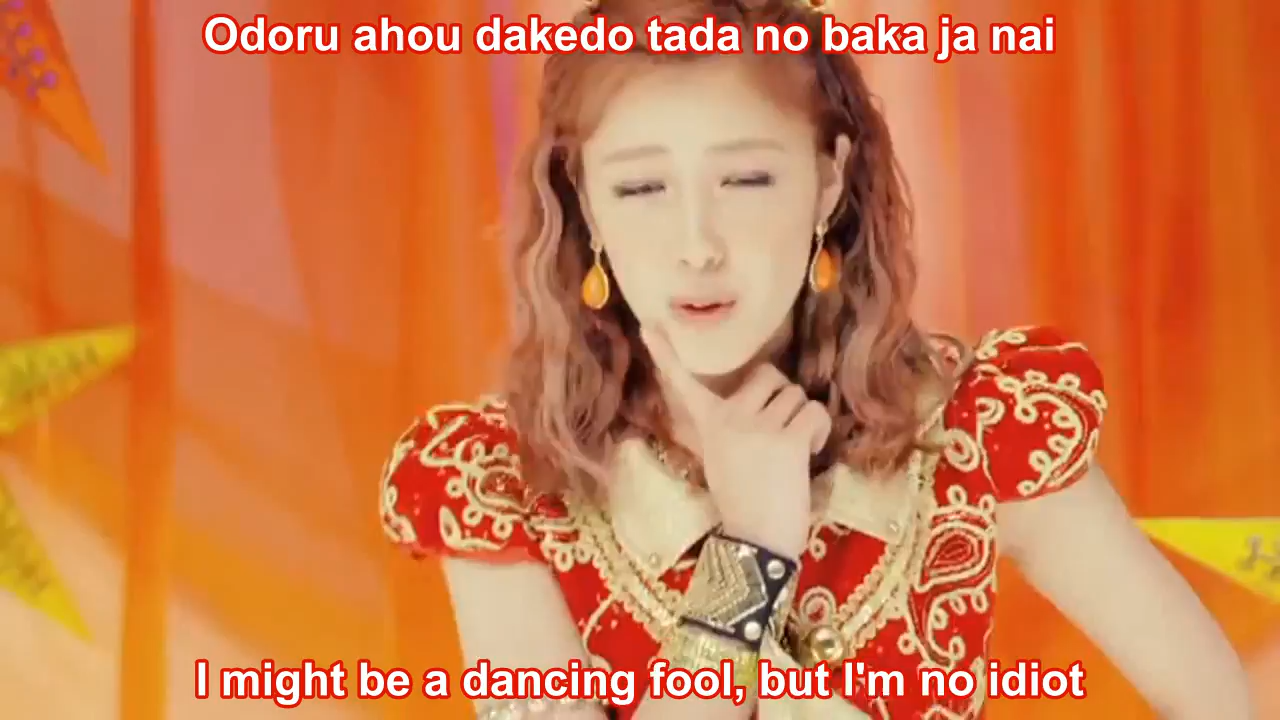 Odoru ahou dakedo tada no baka ja nai
I might be a dancing fool, but I'm no idiot